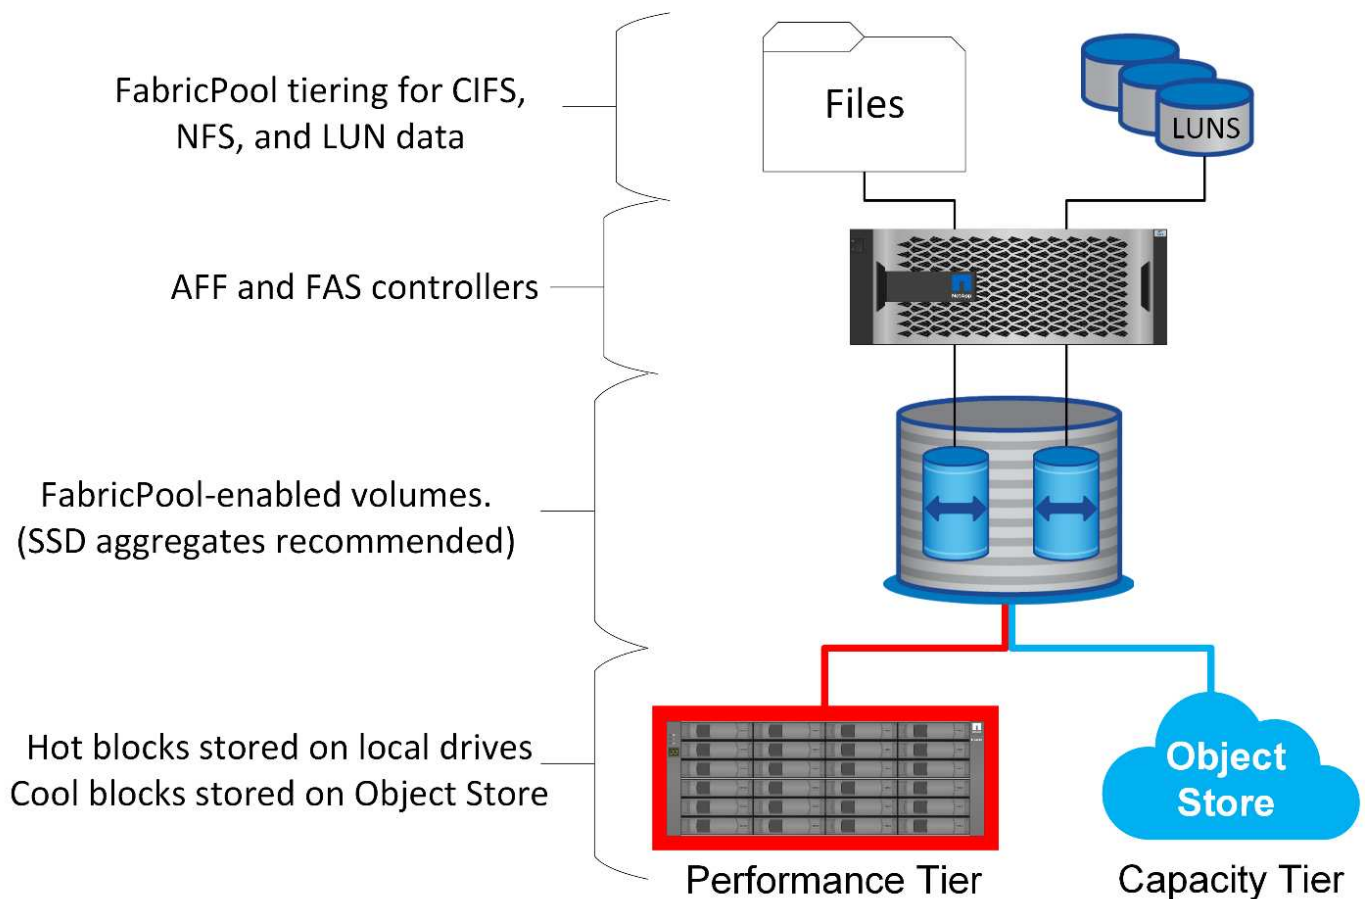 FabricPool tiering for CIFS,
NFS, and LUN data
Files
LUNS
AFF and FAS controllers
NetApp
FabricPool-enabled volumes.
(SSD aggregates recommended)
Hot blocks stored on local drives
Cool blocks stored on Object Store
Object
Store
Performance Tier
Capacity Tier